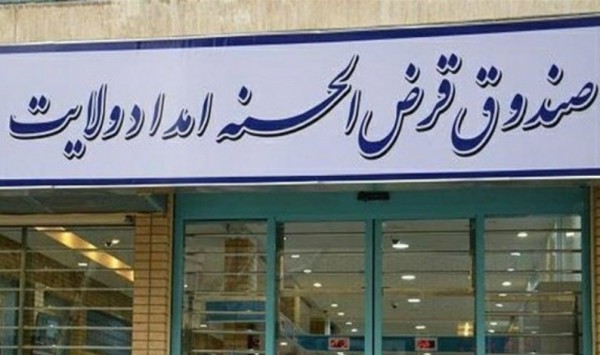 صندوق قرض الحسنه امداد ولایت